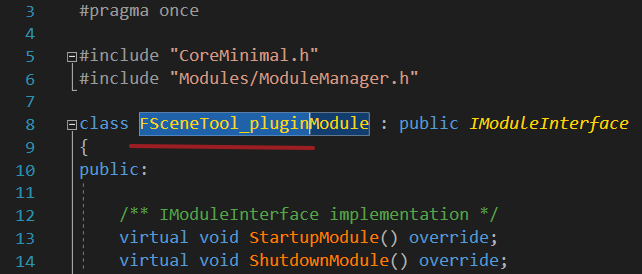 3 #pragma once
4
5 #include "CoreMinimal.h"
6 #include "Modules/ModuleManager.h"
7
8 class FSceneTool_pluginModule : public IModuleInterface
9 {
10 public:
11
12 /** IModuleInterface implementation */
13 virtual void StartupModule() override;
14 virtual void ShutdownModule() override;